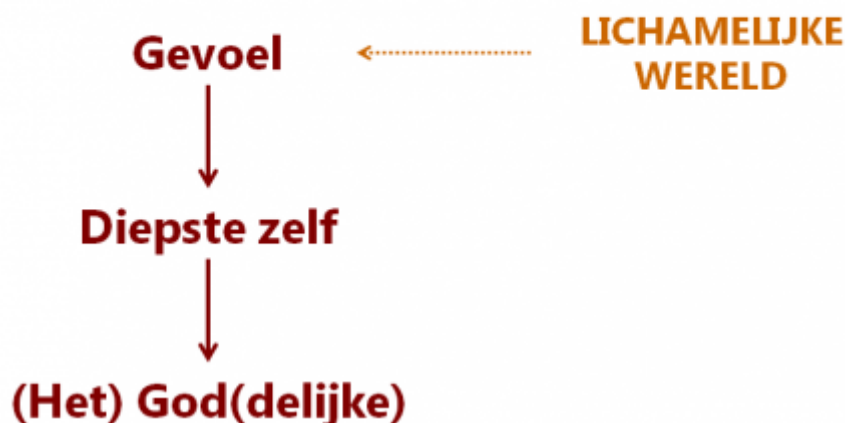 Gevoel
LICHAMELIJKE
WERELD
Diepste zelf
(Het) God(delijke)